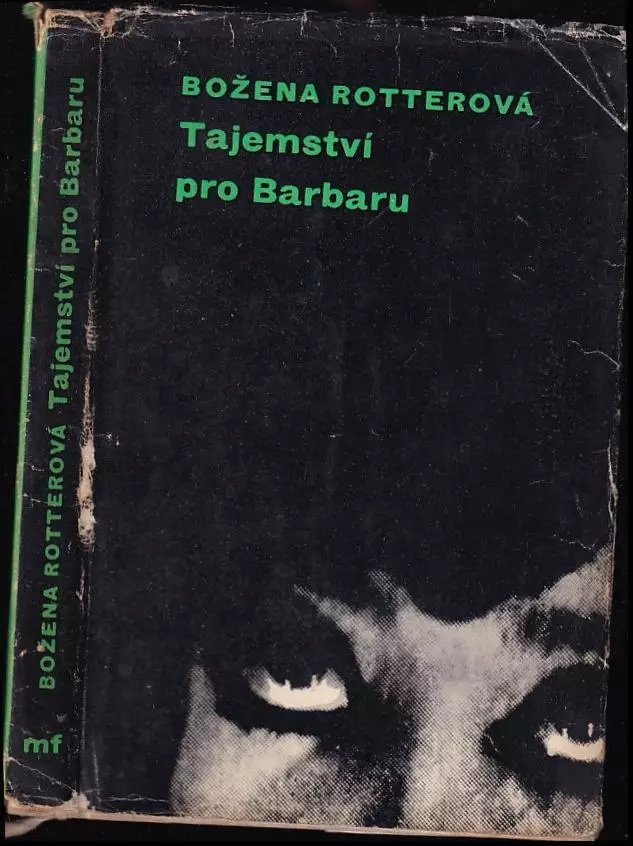 BOŽENA ROTTEROVÁ
Tajemství
pro Barbaru
BOŽENA ROTTEROVÁ Tajemství pro Barbaru
mf